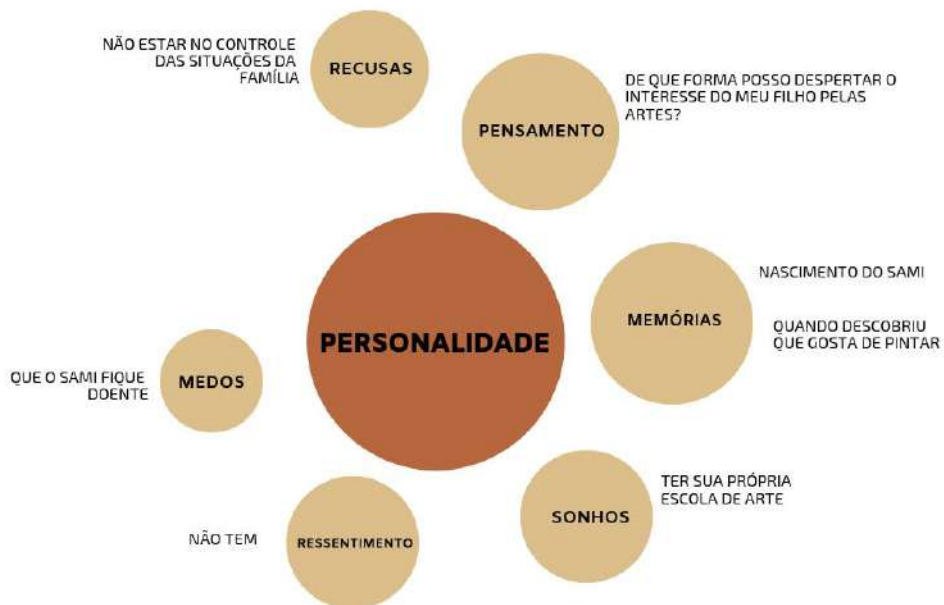 NÃO ESTAR NO CONTROLE
DAS SITUAÇÕES DA
FAMÍLIA
RECUSAS
DE QUE FORMA POSSO DESPERTAR O
INTERESSE DO MEU FILHO PELAS
ARTES?
PENSAMENTO
NASCIMENTO DO SAMI
MEMÓRIAS
QUANDO DESCOBRIU
QUE GOSTA DE PINTAR
PERSONALIDADE
QUE O SAMI FIQUE
DOENTE
MEDOS
TER SUA PRÓPRIA
ESCOLA DE ARTE
SONHOS
NÃO TEM
RESSENTIMENTO